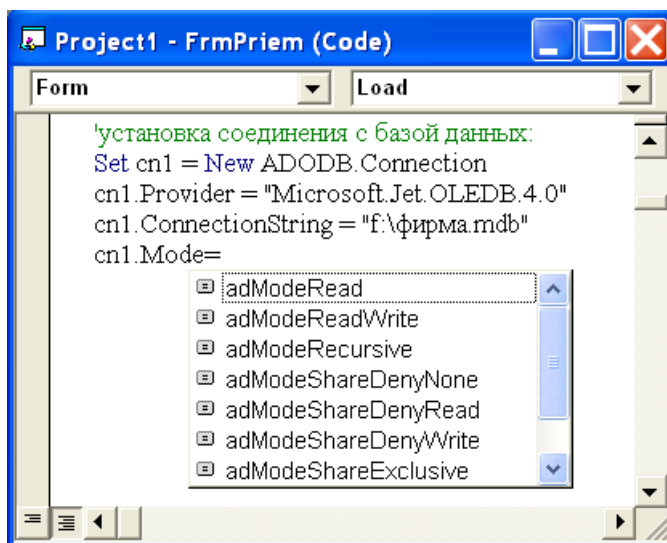 Project1 - FrmPriem (Code)
Form Load
'установка соединения с базой данных:
Set cn1 = New ADODB.Connection
cn1.Provider = "Microsoft.Jet.OLEDB.4.0"
cn1.ConnectionString = "f:\фирма.mdb"
cn1.Mode=
adModeRead
adModeReadWrite
adModeRecursive
adModeShareDenyNone
adModeShareDenyRead
adModeShareDenyWrite
adModeShareExclusive